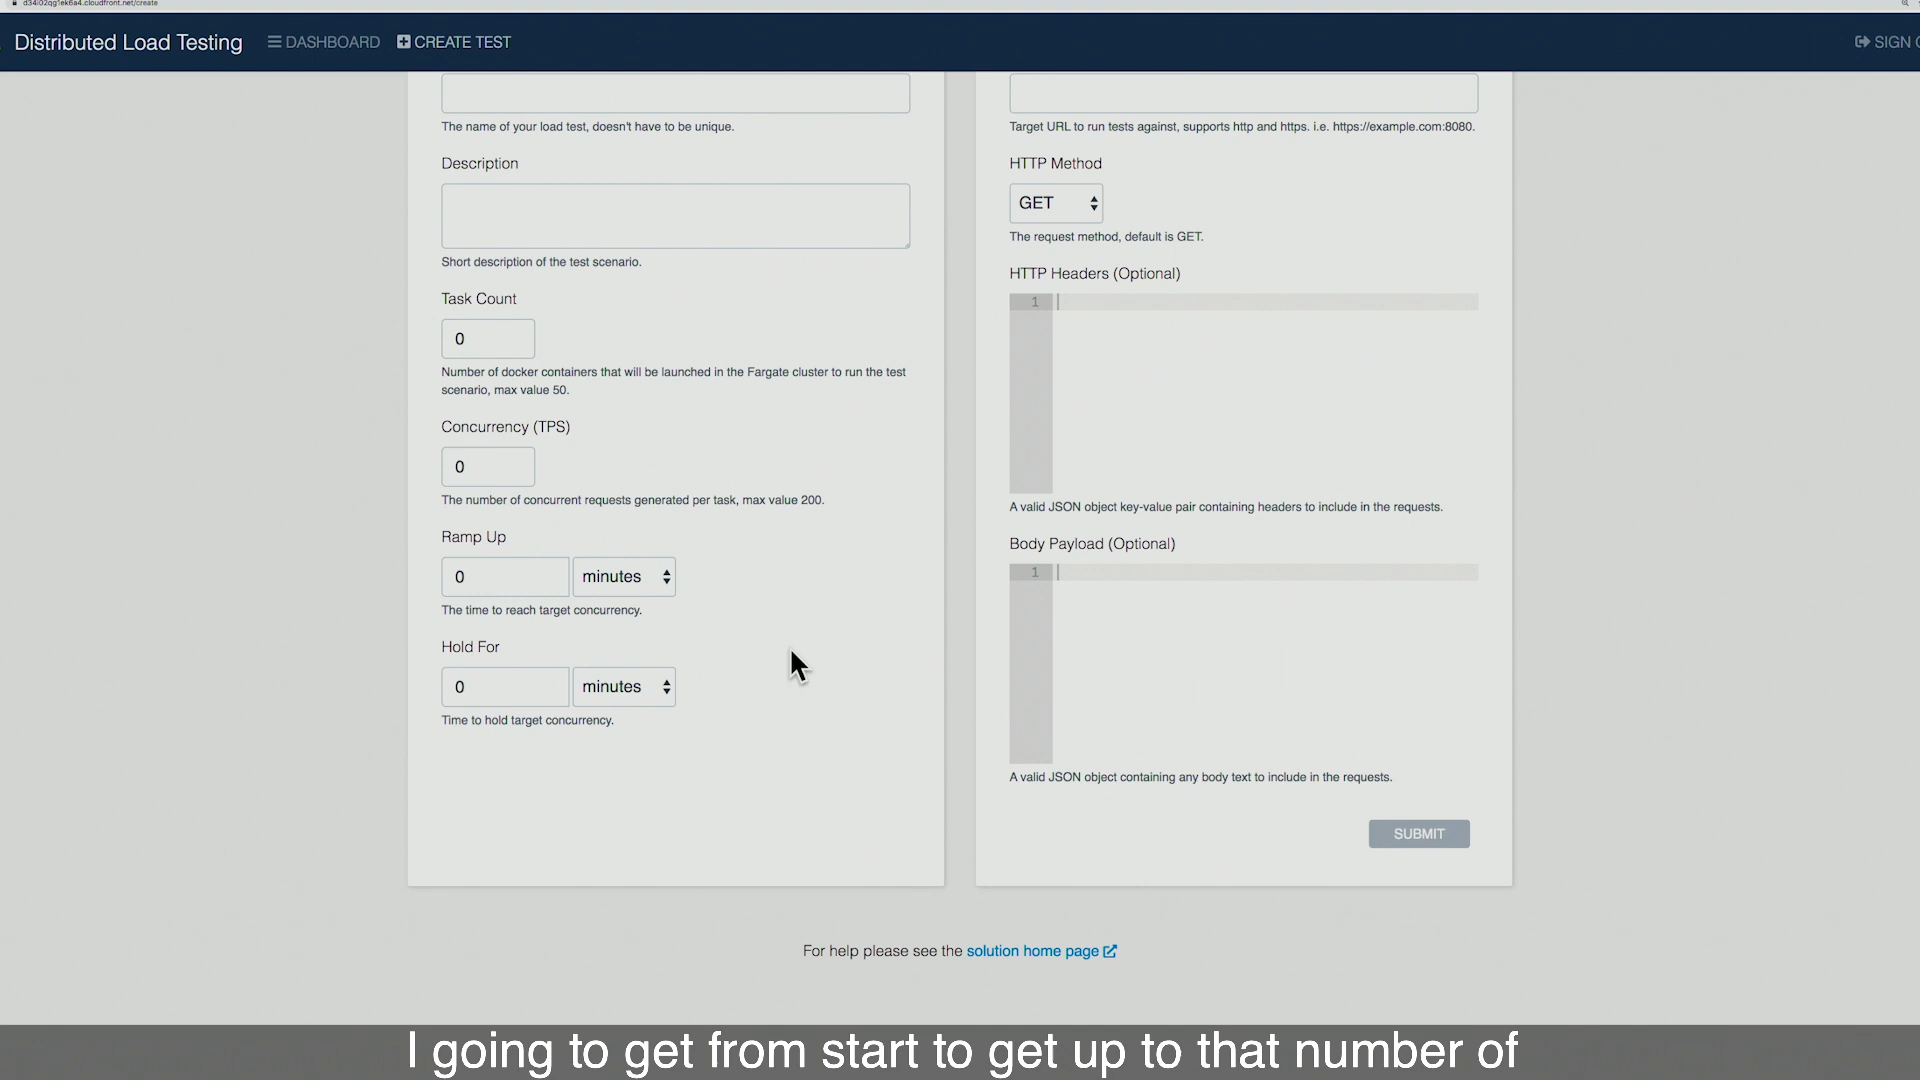 d34i02qg1ek6a4.cloudfront.net/create
Distributed Load Testing
DASHBOARD
CREATE TEST
SIGN
The name of your load test, doesn't have to be unique.
Description
Short description of the test scenario.
Task Count
0
Number of docker containers that will be launched in the Fargate cluster to run the test
scenario, max value 50.
Concurrency (TPS)
0
The number of concurrent requests generated per task, max value 200.
Ramp Up
0 minutes
The time to reach target concurrency.
Hold For
0 minutes
Time to hold target concurrency.
Target URL to run tests against, supports http and https. i.e. https://example.com:8080.
HTTP Method
GET
The request method, default is GET.
HTTP Headers (Optional)
1
A valid JSON object key-value pair containing headers to include in the requests.
Body Payload (Optional)
1
A valid JSON object containing any body text to include in the requests.
SUBMIT
For help please see the solution home page
I going to get from start to get up to that number of